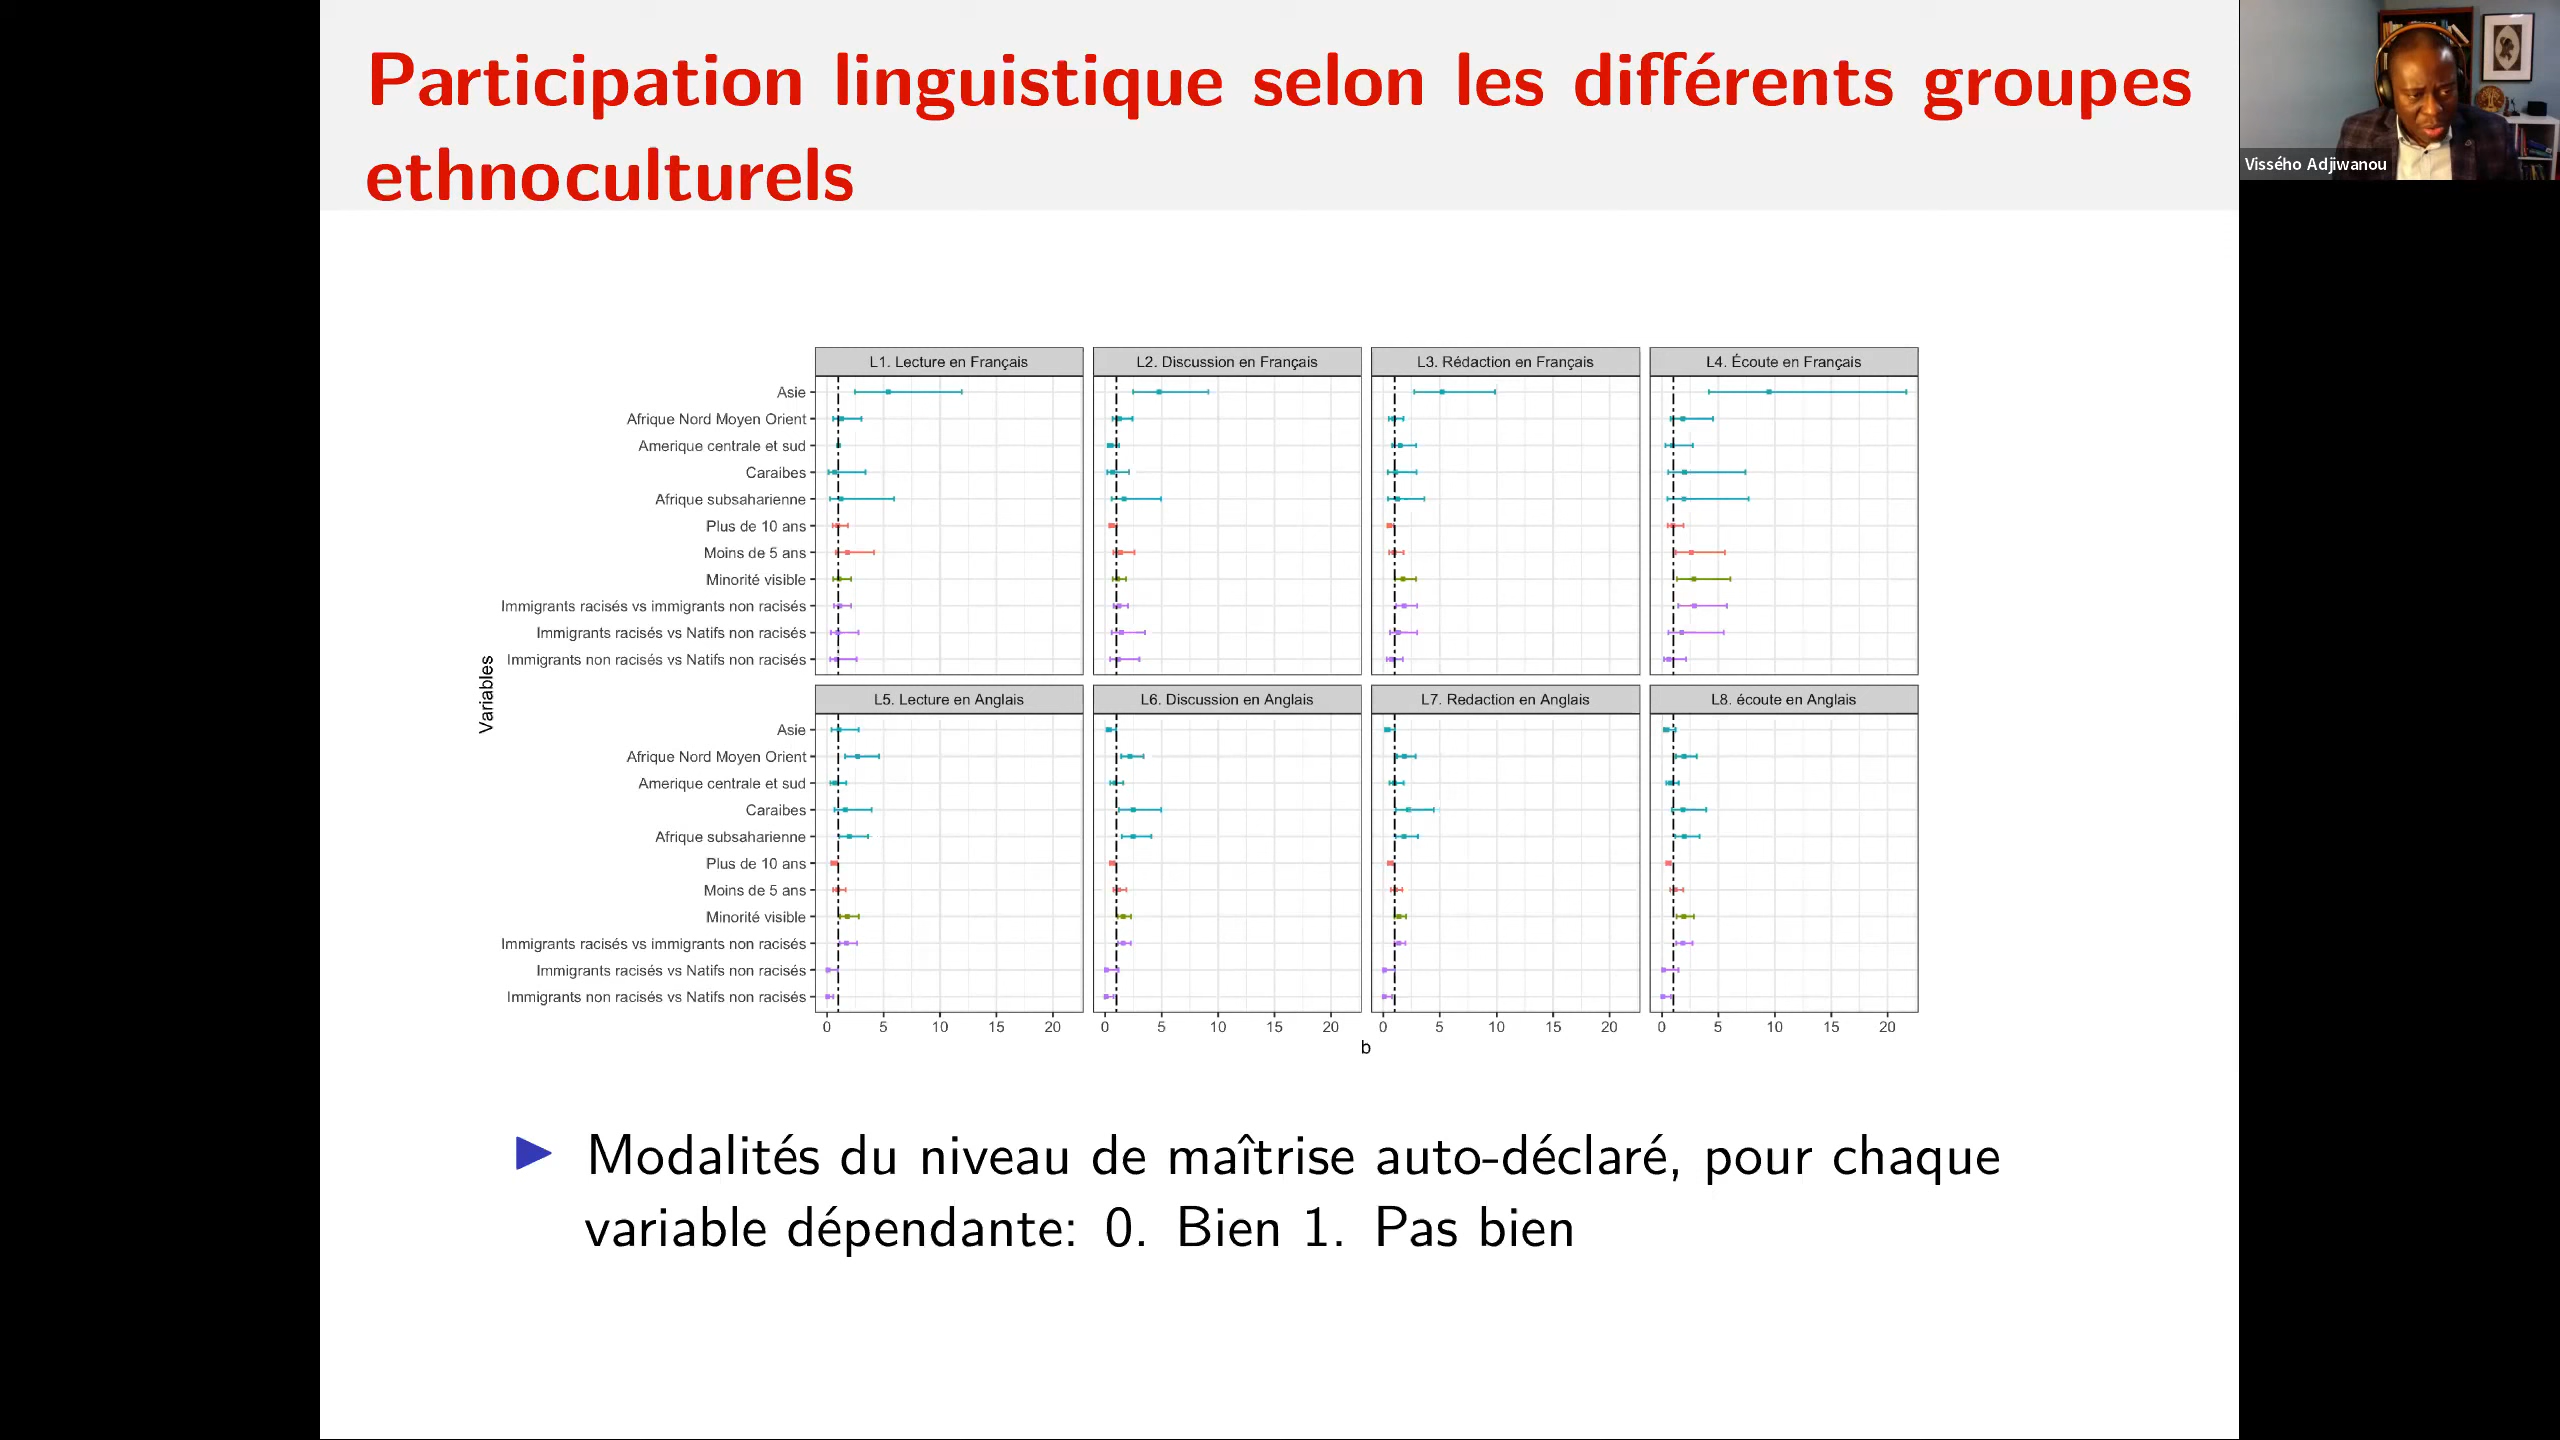 Participation linguistique selon les différents groupes
ethnoculturels
Vissého Adjiwanou
L1. Lecture en Français
L2. Discussion en Français
L3. Rédaction en Français
L4. Écoute en Français
Asie
Afrique Nord Moyen Orient
Amerique centrale et sud
Caraibes
Afrique subsaharienne
Plus de 10 ans
Moins de 5 ans
Minorité visible
Immigrants racisés vs immigrants non racisés
Immigrants racisés vs Natifs non racisés
Immigrants non racisés vs Natifs non racisés
Variables
L5. Lecture en Anglais
L6. Discussion en Anglais
L7. Redaction en Anglais
L8. écoute en Anglais
Asie
Afrique Nord Moyen Orient
Amerique centrale et sud
Caraibes
Afrique subsaharienne
Plus de 10 ans
Moins de 5 ans
Minorité visible
Immigrants racisés vs immigrants non racisés
Immigrants racisés vs Natifs non racisés
Immigrants non racisés vs Natifs non racisés
0 5 10 15 20
0 5 10 15 20
0 5 10 15 20
0 5 10 15 20
b
Modalités du niveau de maîtrise auto-déclaré, pour chaque
variable dépendante: 0. Bien 1. Pas bien